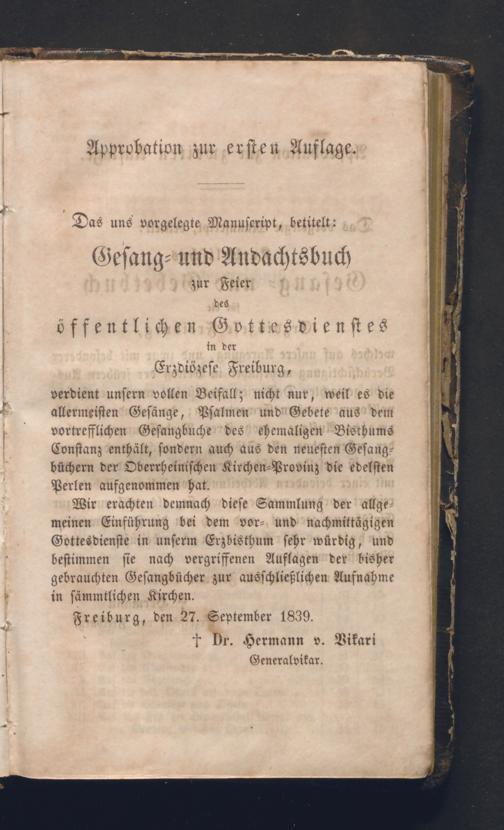 Approbation zur ersten Auflage.
Das uns vorgelegte Manuscript, betitelt:
Gesang- und Andachtsbuch
zur Feier
des
öffentlichen Gottesdienstes
in der
Erzdiözese Freiburg,
verdient unsern vollen Beifall; nicht nur, weil es die
allermeisten Gesänge, Psalmen und Gebete aus dem
vortrefflichen Gesangbuche des ehemaligen Bisthums
Constanz enthält, sondern auch aus den neuesten Gesang-
büchern der Oberrheinischen Kirchen-Provinz die edelsten
Perlen aufgenommen hat.
Wir erachten demnach diese Sammlung der allge-
meinen Einführung bei dem vor- und nachmittägigen
Gottesdienste in unserm Erzbisthum sehr würdig, und
bestimmen sie nach vergriffenen Auflagen der bisher
gebrauchten Gesangbücher zur ausschließlichen Aufnahme
in sämmtlichen Kirchen.
Freiburg, den 27. September 1839.
† Dr. Hermann v. Vikari
Generalvikar.